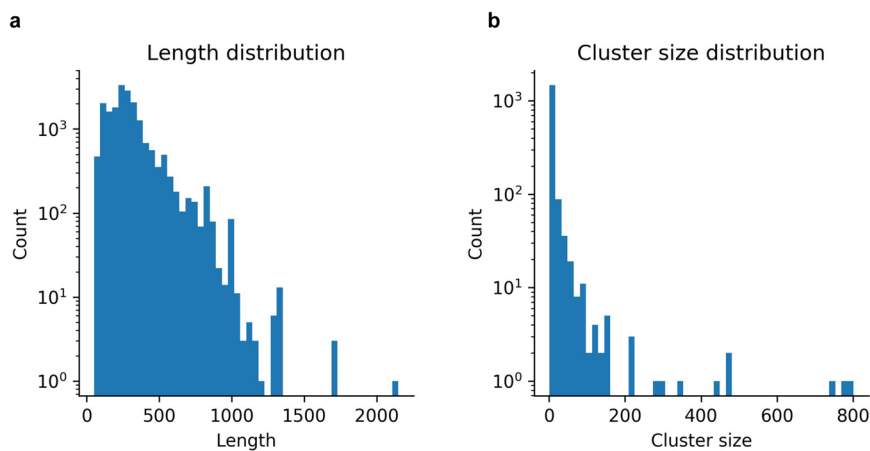 a
b
Length distribution
Cluster size distribution
Count
10³
10²
10¹
10⁰
0 500 1000 1500 2000
Length
Count
10³
10²
10¹
10⁰
0 200 400 600 800
Cluster size